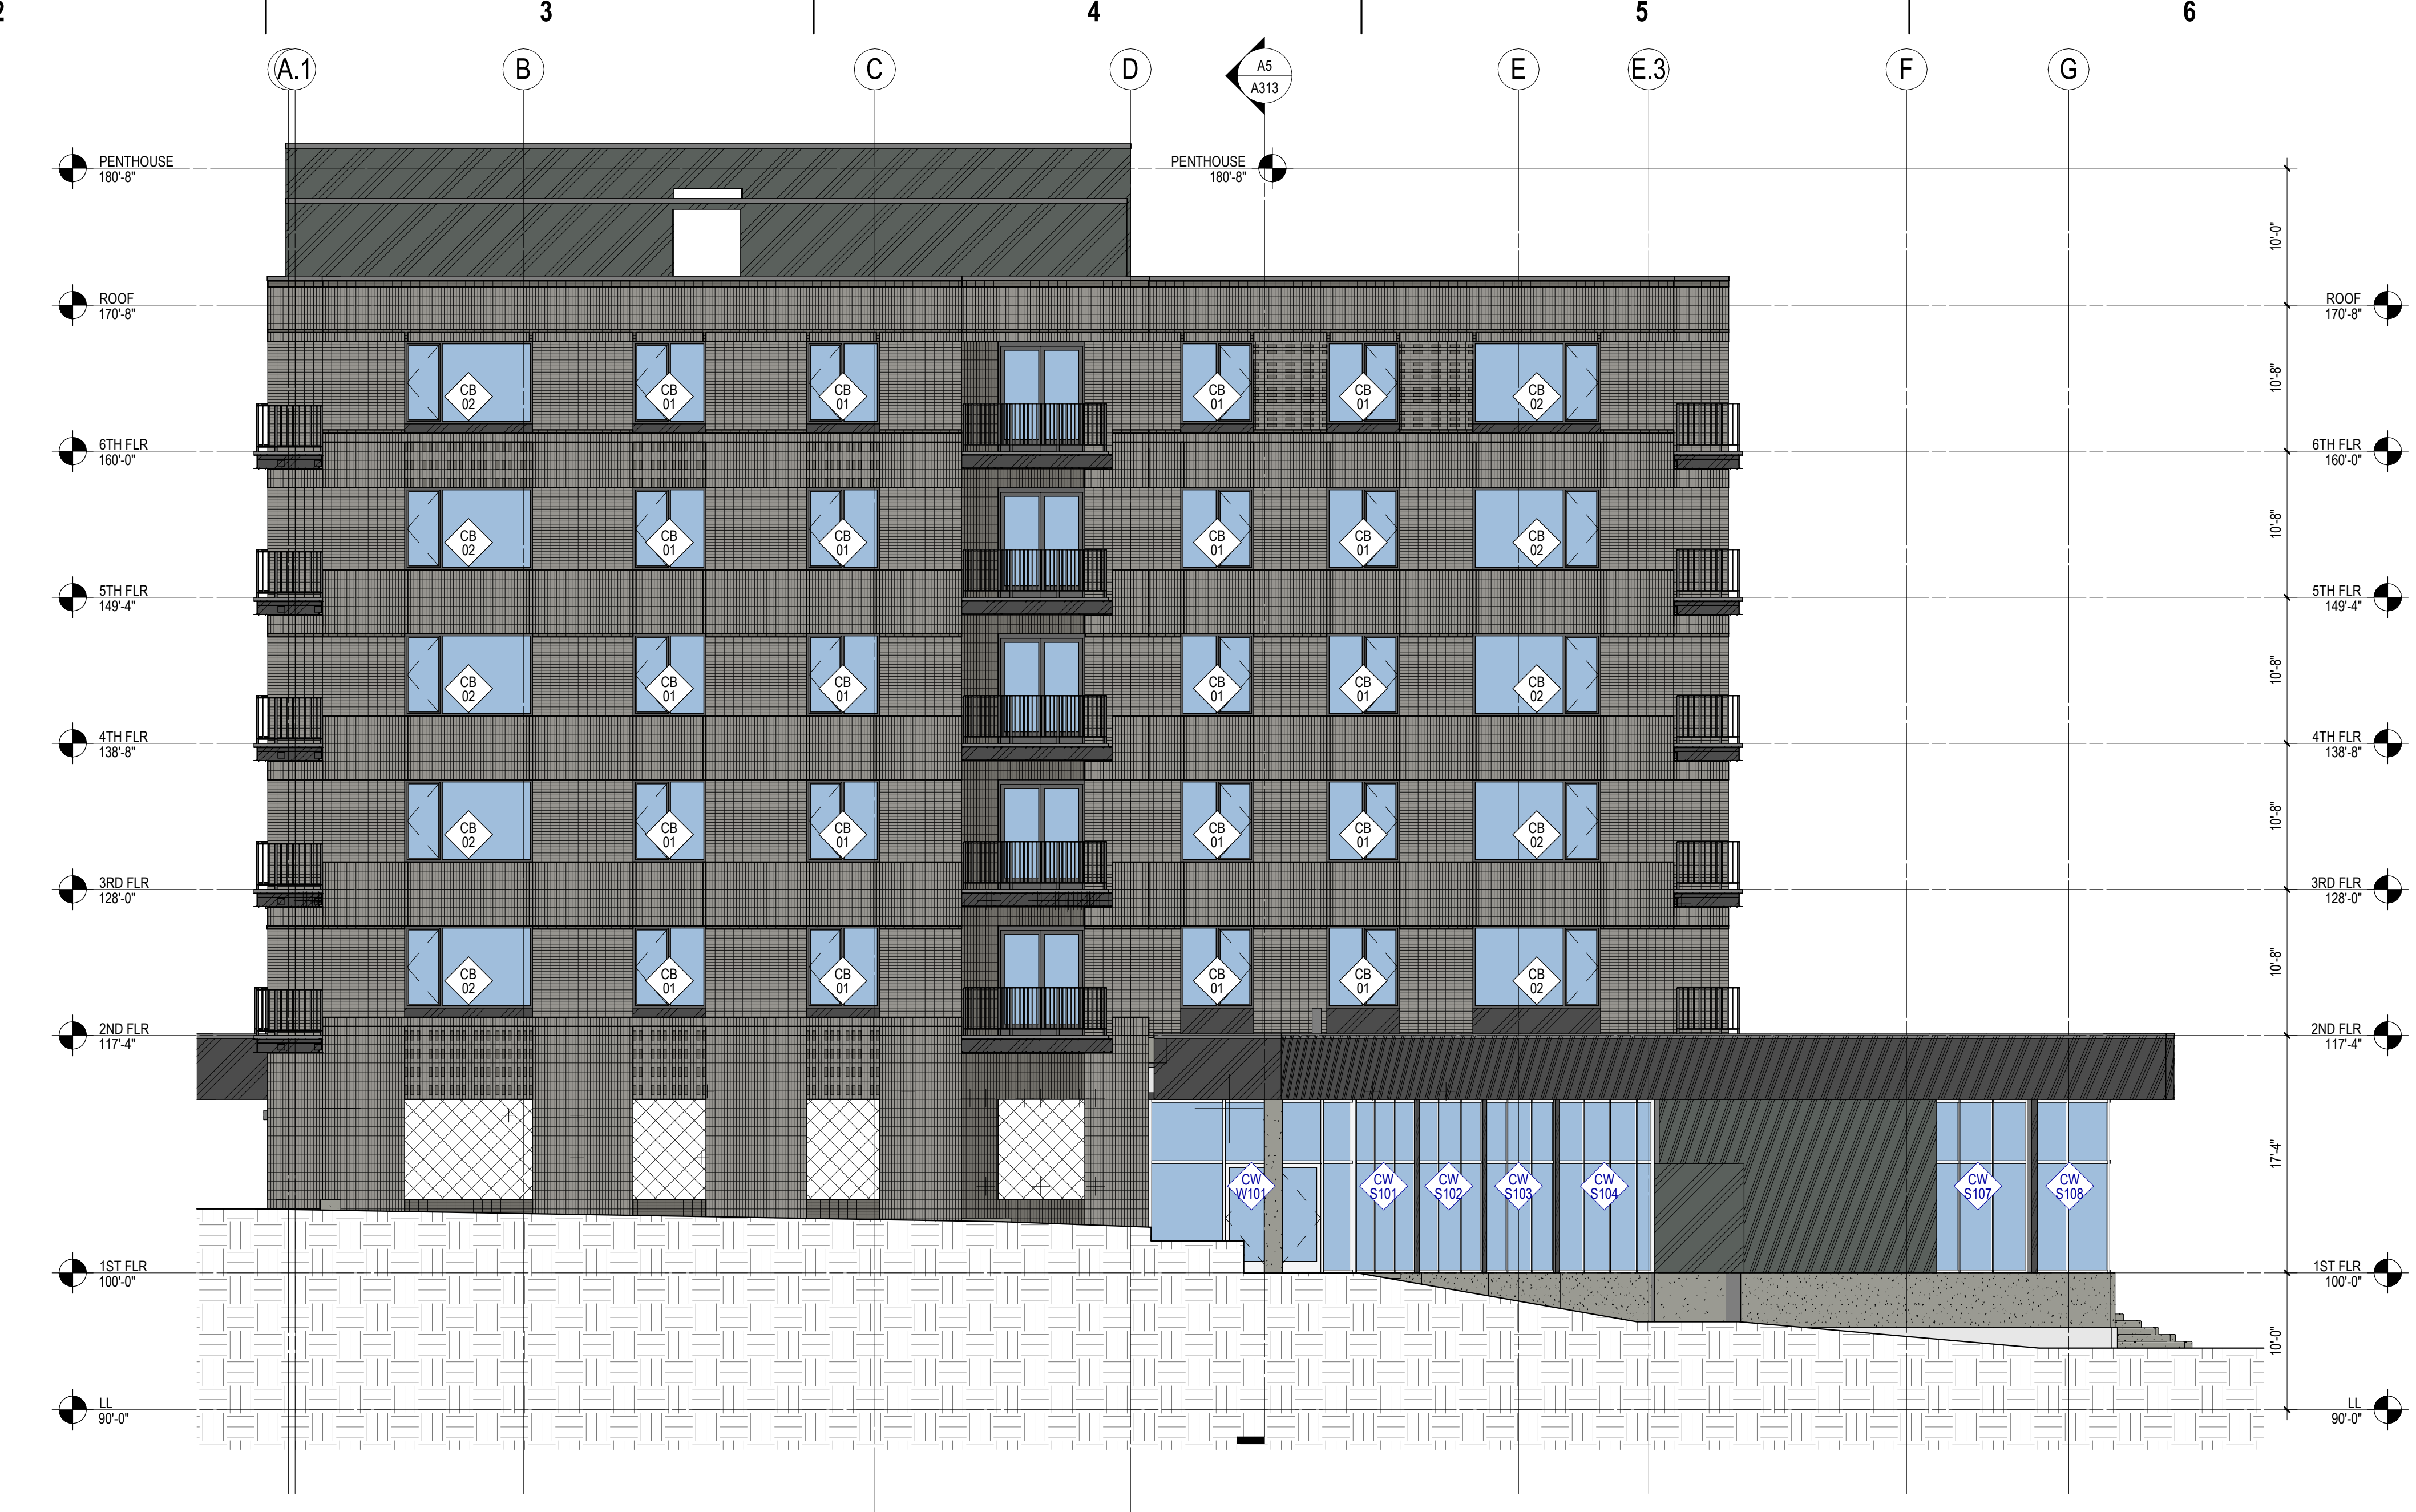 2
3
4
5
6
A.1
B
C
D
A5
A313
E
E.3
F
G
PENTHOUSE
180'-8"
PENTHOUSE
180'-8"
10'-0"
ROOF
170'-8"
ROOF
170'-8"
10'-8"
CB
02
CB
01
CB
01
CB
01
CB
01
CB
02
6TH FLR
160'-0"
6TH FLR
160'-0"
10'-8"
CB
02
CB
01
CB
01
CB
01
CB
01
CB
02
5TH FLR
149'-4"
5TH FLR
149'-4"
10'-8"
CB
02
CB
01
CB
01
CB
01
CB
01
CB
02
4TH FLR
138'-8"
4TH FLR
138'-8"
10'-8"
CB
02
CB
01
CB
01
CB
01
CB
01
CB
02
3RD FLR
128'-0"
3RD FLR
128'-0"
10'-8"
CB
02
CB
01
CB
01
CB
01
CB
01
CB
02
2ND FLR
117'-4"
2ND FLR
117'-4"
17'-4"
CW
W101
CW
S101
CW
S102
CW
S103
CW
S104
CW
S107
CW
S108
1ST FLR
100'-0"
1ST FLR
100'-0"
10'-0"
LL
90'-0"
LL
90'-0"